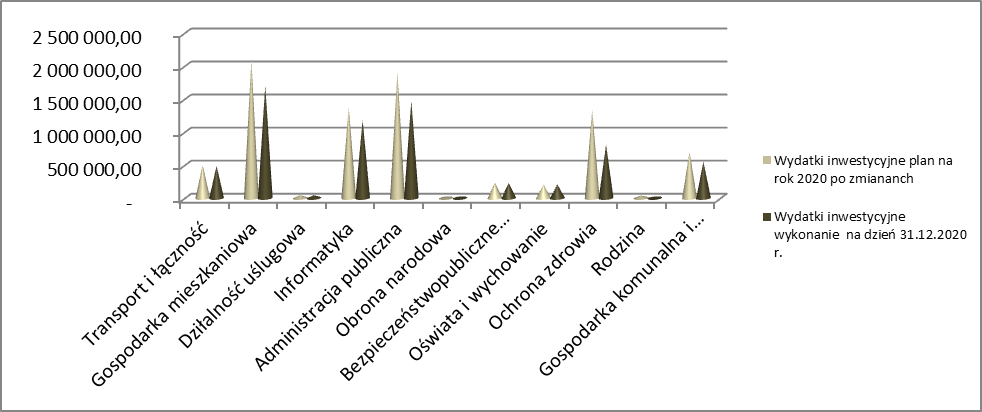 2 500 000,00
2 000 000,00
1 500 000,00
1 000 000,00
500 000,00
-
Transport i łączność
Gospodarka mieszkaniowa
Dziłalność uślugowa
Informatyka
Administracja publiczna
Obrona narodowa
Bezpieczeństwopubliczne...
Oświata i wychowanie
Ochrona zdrowia
Rodzina
Gospodarka komunalna i...
Wydatki inwestycyjne plan na
rok 2020 po zmiananch
Wydatki inwestycyjne
wykonanie na dzień 31.12.2020
r.